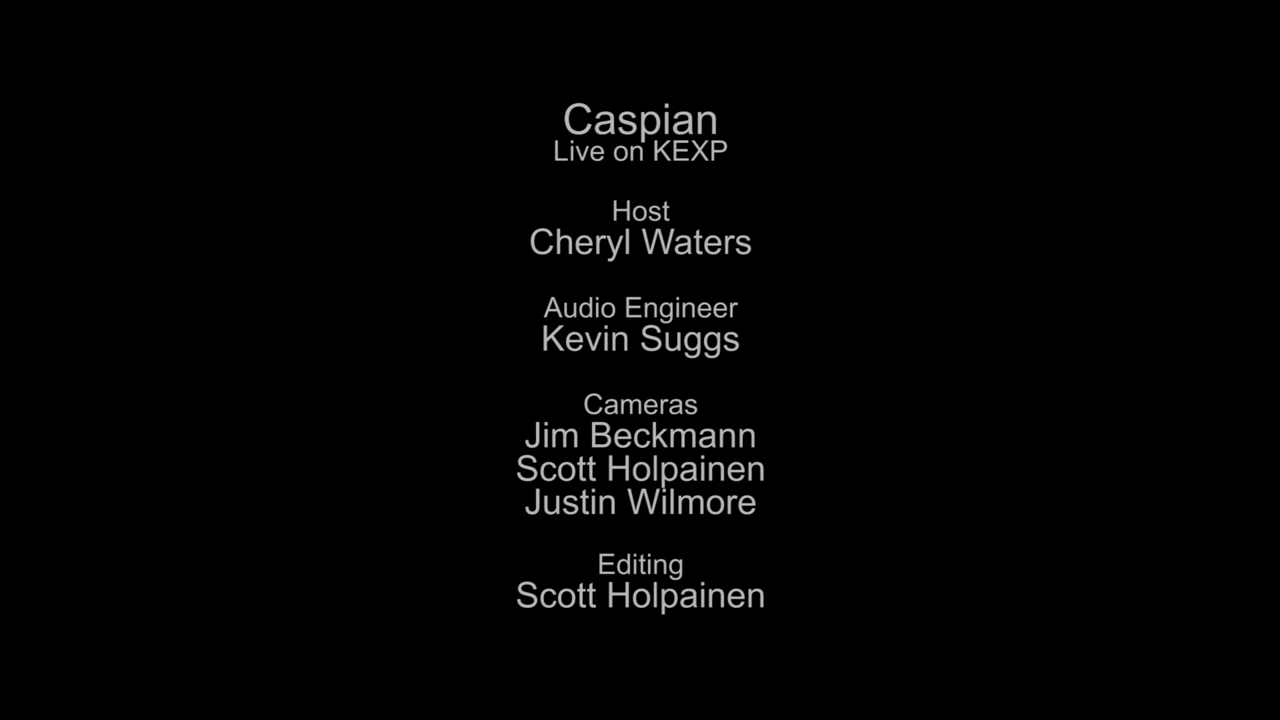 Caspian
Live on KEXP
Host
Cheryl Waters
Audio Engineer
Kevin Suggs
Cameras
Jim Beckmann
Scott Holpainen
Justin Wilmore
Editing
Scott Holpainen